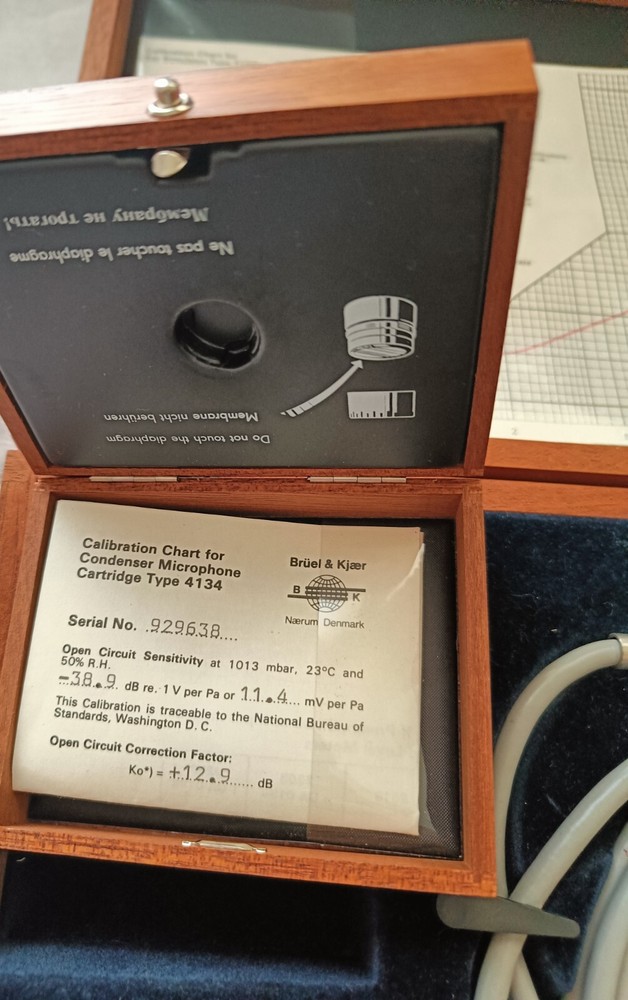 Calibration Chart for
Мембрану не трогать!
Ne pas toucher le diaphragme
Membrane nicht berühren
Do not touch the diaphragm
Calibration Chart for
Condenser Microphone
Cartridge Type 4134
Brüel & Kjær
B K
Nærum Denmark
Serial No. 929638
Open Circuit Sensitivity at 1013 mbar, 23°C and
50% R.H.
-38.9 dB re. 1 V per Pa or 11.4 mV per Pa
This Calibration is traceable to the National Bureau of
Standards, Washington D. C.
Open Circuit Correction Factor:
Ko*) = +12.9 dB